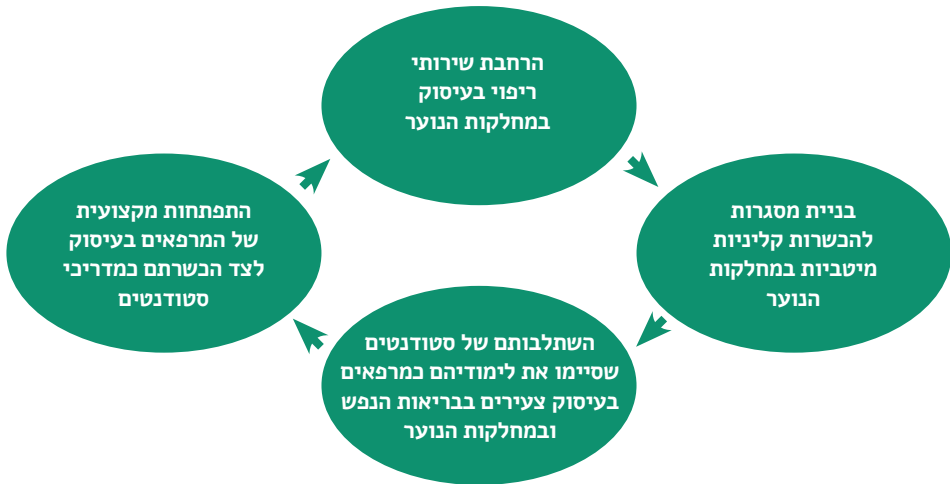 הרחבת שירותי
ריפוי בעיסוק
במחלקות הנוער
בניית מסגרות
להכשרות קליניות
מיטביות במחלקות
הנוער
השתלבותם של סטודנטים
שסיימו את לימודיהם כמרפאים
בעיסוק צעירים בבריאות הנפש
ובמחלקות הנוער
התפתחות מקצועית
של המרפאים בעיסוק
לצד הכשרתם כמדריכי
סטודנטים